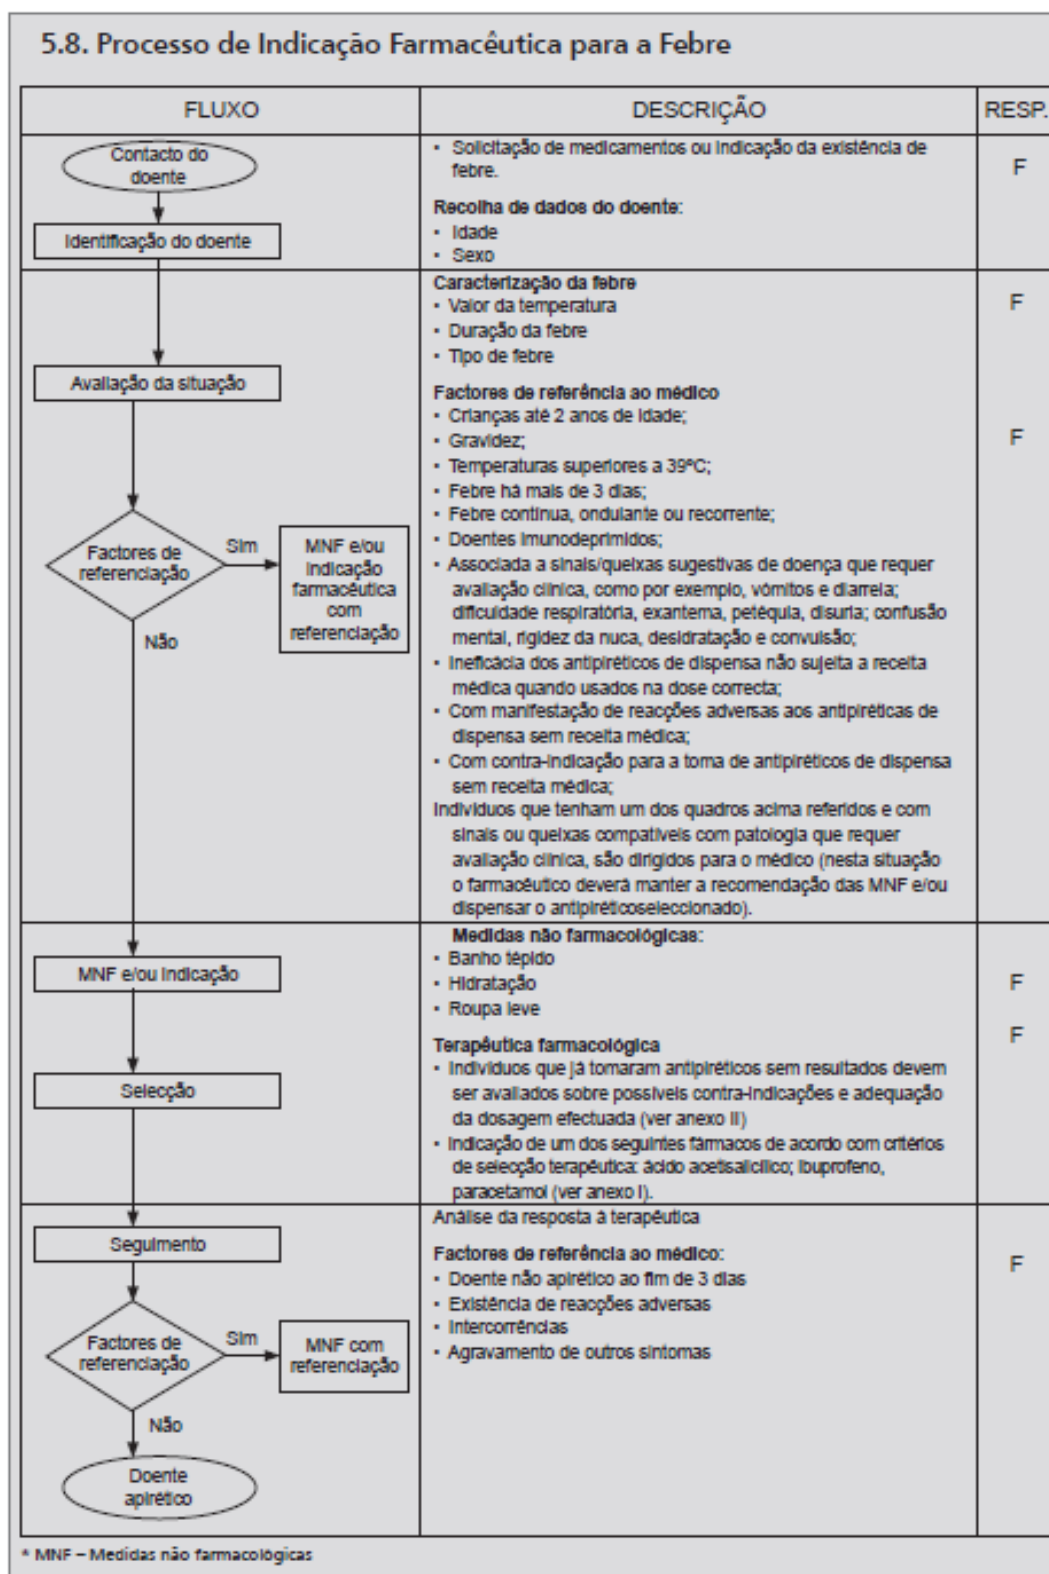 5.8. Processo de Indicação Farmacêutica para a Febre
FLUXO
DESCRIÇÃO
RESP.
Contacto do
doente
Identificação do doente
• Solicitação de medicamentos ou indicação da existência de
febre.
F
Recolha de dados do doente:
• Idade
• Sexo
Avaliação da situação
Factores de
referenciação
Sim
MNF e/ou
indicação
farmacêutica
com
referenciação
Não
Caracterização da febre
• Valor da temperatura
• Duração da febre
• Tipo de febre
F
Factores de referência ao médico
• Crianças até 2 anos de idade;
• Gravidez;
• Temperaturas superiores a 39ºC;
• Febre há mais de 3 dias;
• Febre contínua, ondulante ou recorrente;
• Doentes imunodeprimidos;
• Associada a sinais/queixas sugestivas de doença que requer
avaliação clínica, como por exemplo, vómitos e diarreia;
dificuldade respiratória, exantema, petéquia, disuria; confusão
mental, rigidez da nuca, desidratação e convulsão;
• Ineficácia dos antipiréticos de dispensa não sujeita a receita
médica quando usados na dose correcta;
• Com manifestação de reacções adversas aos antipiréticas de
dispensa sem receita médica;
• Com contra-indicação para a toma de antipiréticos de dispensa
sem receita médica;
Indivíduos que tenham um dos quadros acima referidos e com
sinais ou queixas compatíveis com patologia que requer
avaliação clínica, são dirigidos para o médico (nesta situação
o farmacêutico deverá manter a recomendação das MNF e/ou
dispensar o antipiréticoseleccionado).
F
MNF e/ou indicação
Selecção
Medidas não farmacológicas:
• Banho tépido
• Hidratação
• Roupa leve
F
Terapêutica farmacológica
• Indivíduos que já tomaram antipiréticos sem resultados devem
ser avaliados sobre possíveis contra-indicações e adequação
da dosagem efectuada (ver anexo II)
• Indicação de um dos seguintes fármacos de acordo com critérios
de selecção terapêutica: ácido acetisalicílico; ibuprofeno,
paracetamol (ver anexo I).
F
Seguimento
Factores de
referenciação
Sim
MNF com
referenciação
Não
Doente
apirético
Análise da resposta à terapêutica
Factores de referência ao médico:
• Doente não apirético ao fim de 3 dias
• Existência de reacções adversas
• Intercorrências
• Agravamento de outros sintomas
F
* MNF – Medidas não farmacológicas